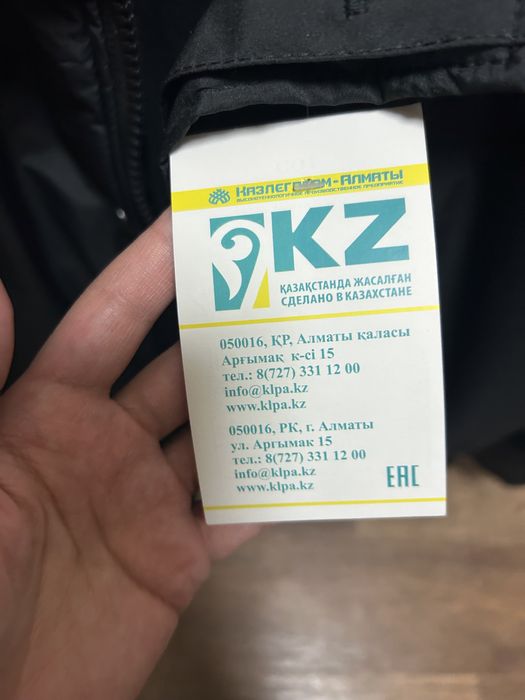 Казлегпром-Алматы
ВЫСОКОТЕХНОЛОГИЧНОЕ ПРОИЗВОДСТВЕННОЕ ПРЕДПРИЯТИЕ
KZ
ҚАЗАҚСТАНДА ЖАСАЛҒАН
СДЕЛАНО В КАЗАХСТАНЕ
050016, ҚР, Алматы қаласы
Арғымақ к-сі 15
тел.: 8(727) 331 12 00
info@klpa.kz
www.klpa.kz
050016, РК, г. Алматы
ул. Аргымак 15
тел.: 8(727) 331 12 00
info@klpa.kz
www.klpa.kz
EAC